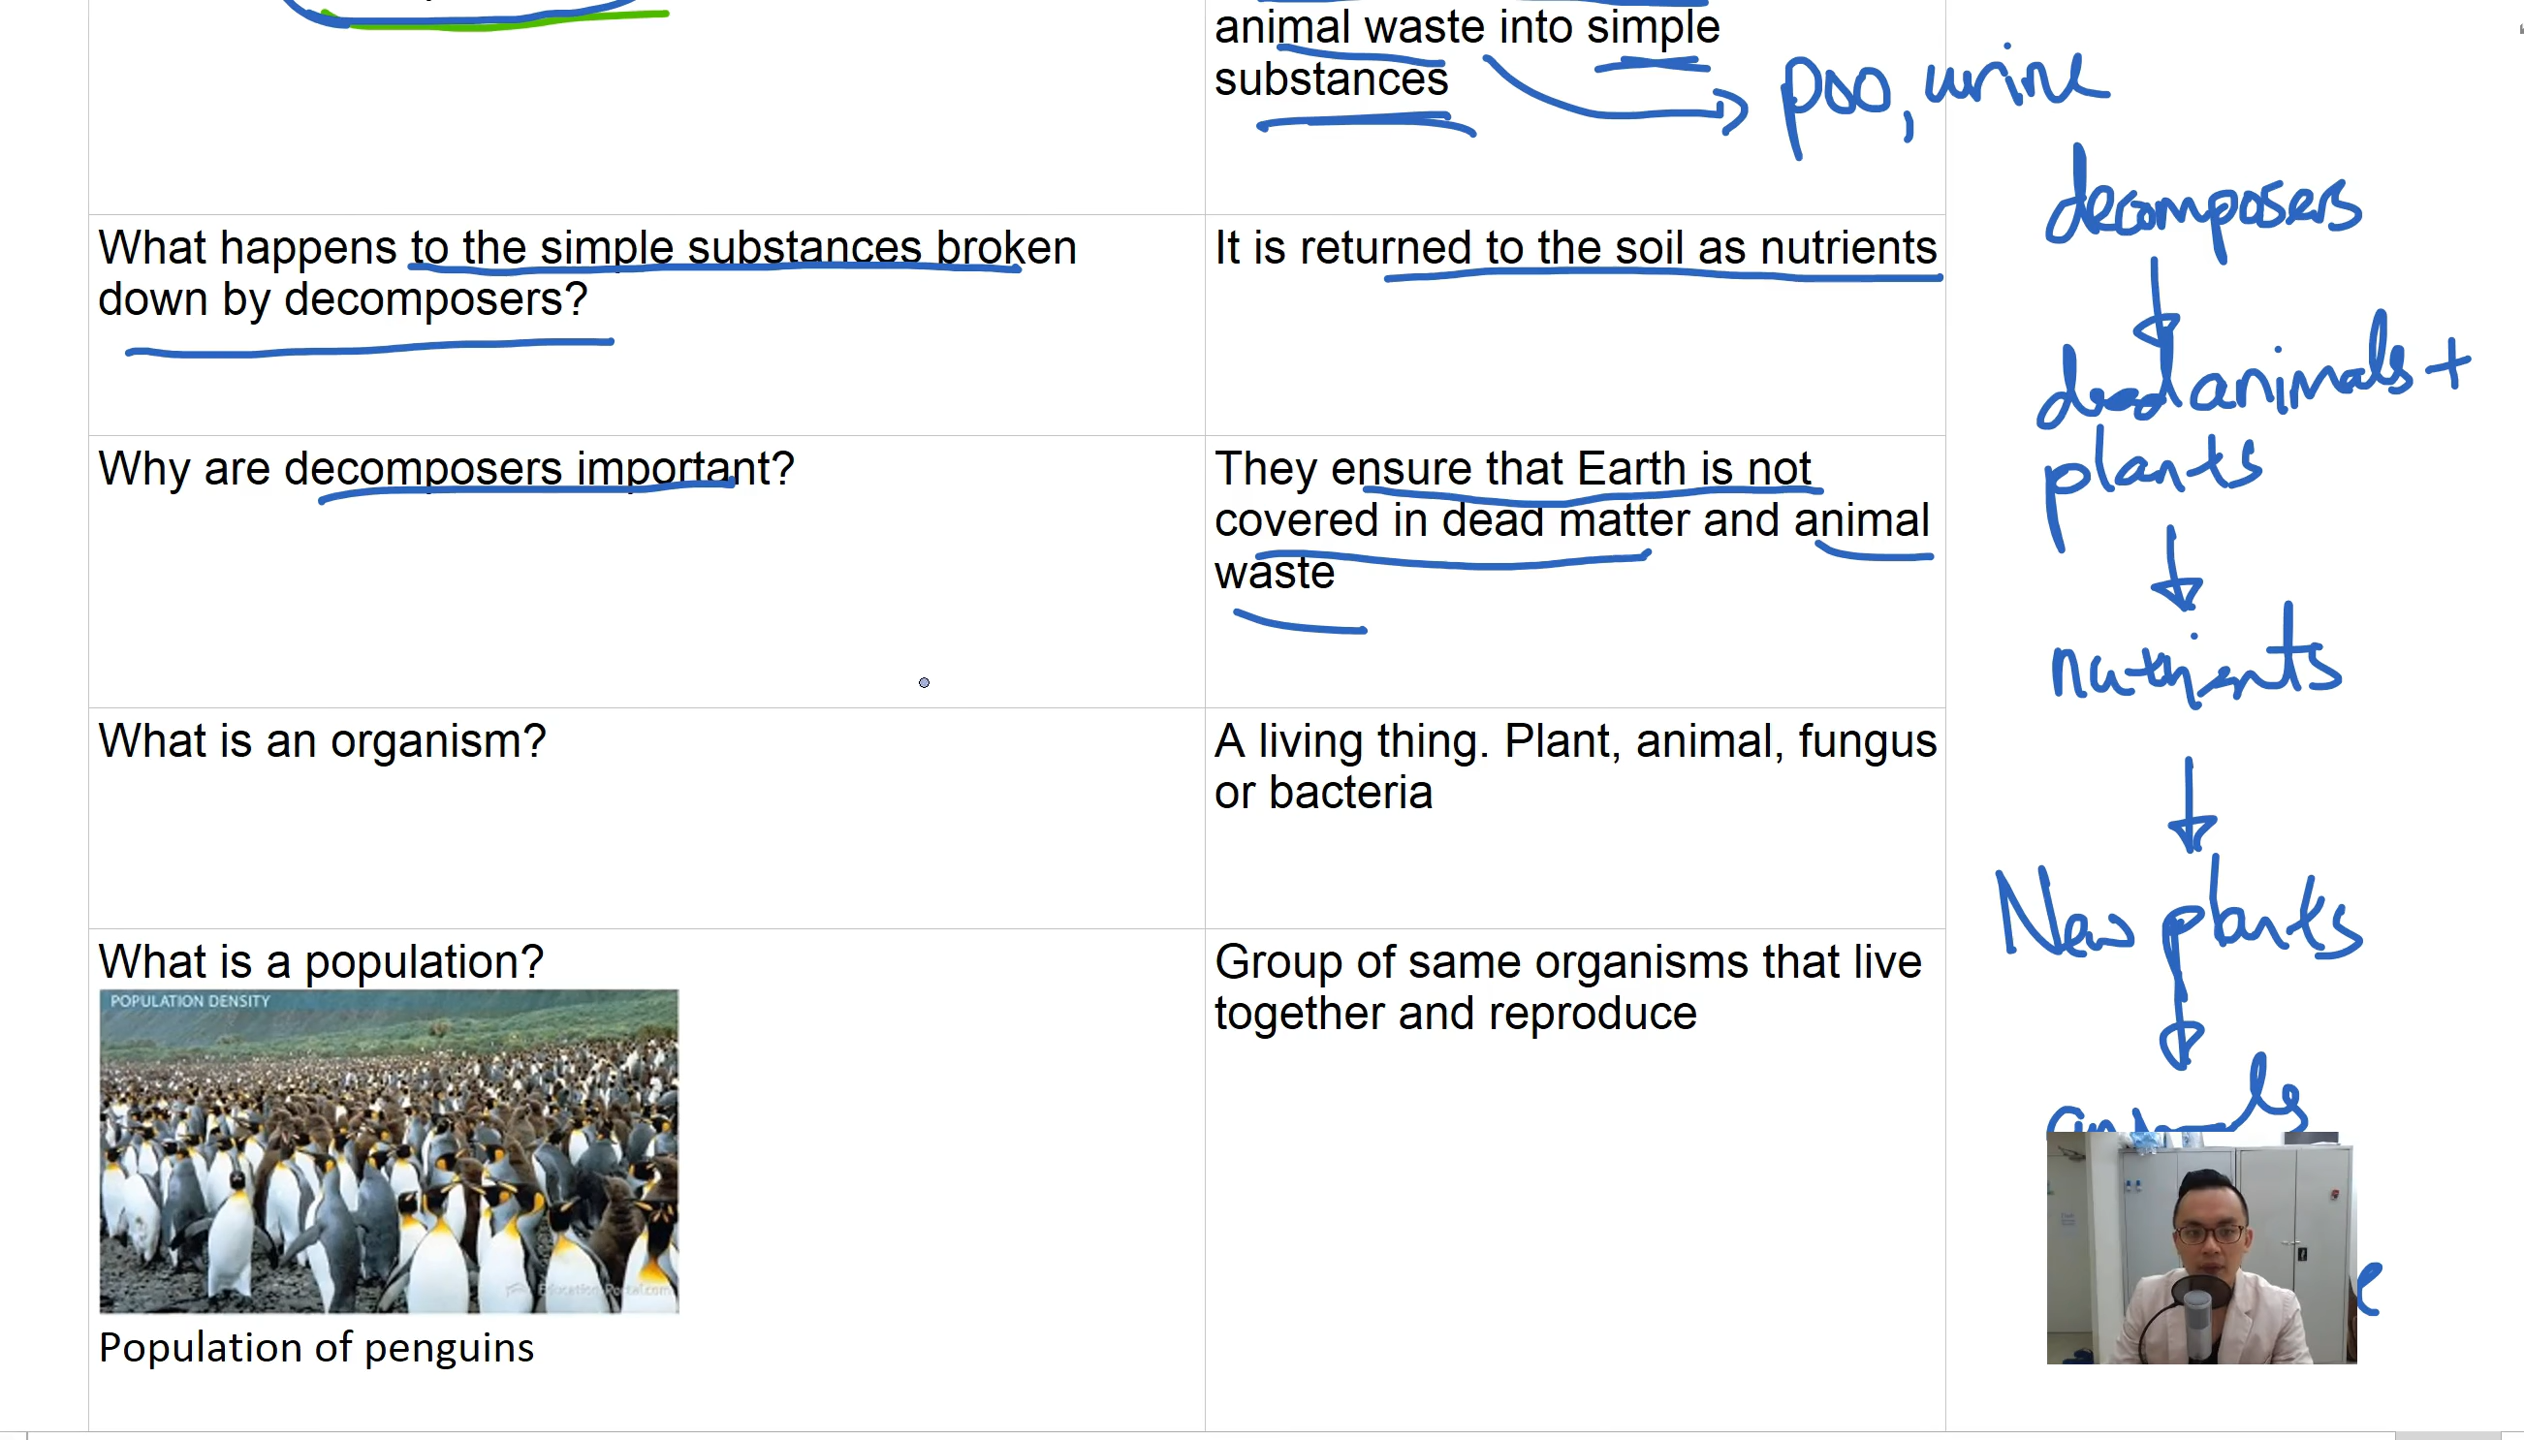 animal waste into simple
substances
poo, urine
decomposers
What happens to the simple substances broken
down by decomposers?
It is returned to the soil as nutrients
dead animals +
plants
Why are decomposers important?
They ensure that Earth is not
covered in dead matter and animal
waste
nutrients
What is an organism?
A living thing. Plant, animal, fungus
or bacteria
New plants
What is a population?
Group of same organisms that live
together and reproduce
POPULATION DENSITY
animals
Population of penguins